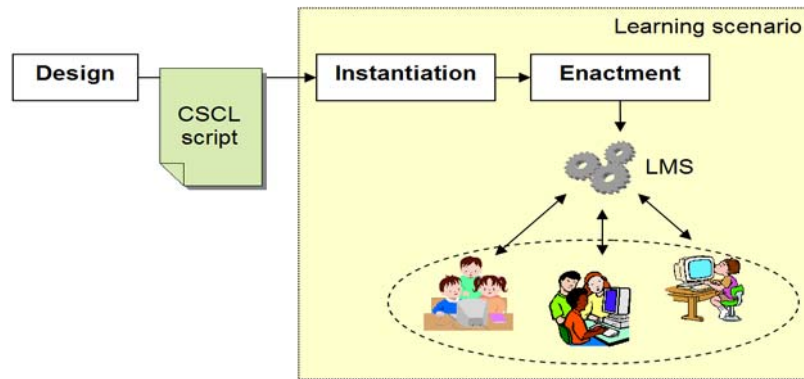 Learning scenario
Design
CSCL
script
Instantiation
Enactment
LMS